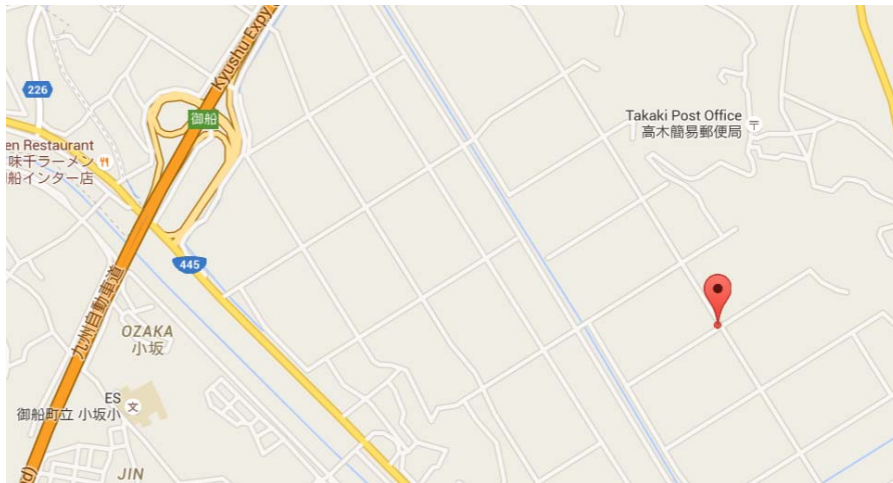 Kyushu Expy
226
御船
Takaki Post Office
高木簡易郵便局
en Restaurant
味千ラーメン
船インター店
445
九州自動車道
OZAKA
小坂
ES
御船町立 小坂小
JIN
d)